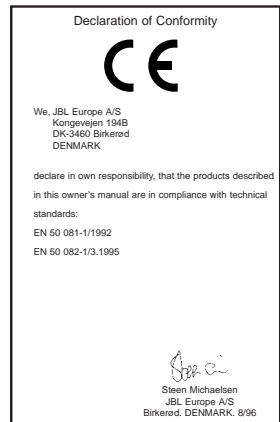 Declaration of Conformity
CE
We, JBL Europe A/S
Kongevejen 194B
DK-3460 Birkerød
DENMARK
declare in own responsibility, that the products described
in this owner's manual are in compliance with technical
standards:
EN 50 081-1/1992
EN 50 082-1/3.1995
Steen Michaelsen
JBL Europe A/S
Birkerød. DENMARK. 8/96